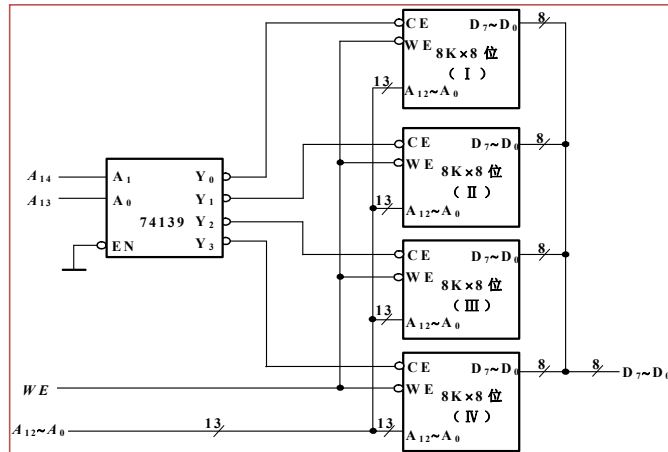 CE D₇~D₀ 8
WE 8K×8 位
(Ⅰ)
13 A₁₂~A₀
CE D₇~D₀ 8
WE 8K×8 位
(Ⅱ)
13 A₁₂~A₀
A₁₄ A₁ Y₀
A₁₃ A₀ Y₁
74139 Y₂
EN Y₃
CE D₇~D₀ 8
WE 8K×8 位
(Ⅲ)
13 A₁₂~A₀
CE D₇~D₀ 8 8 D₇~D₀
WE WE 8K×8 位
(Ⅳ)
A₁₂~A₀ 13 13 A₁₂~A₀